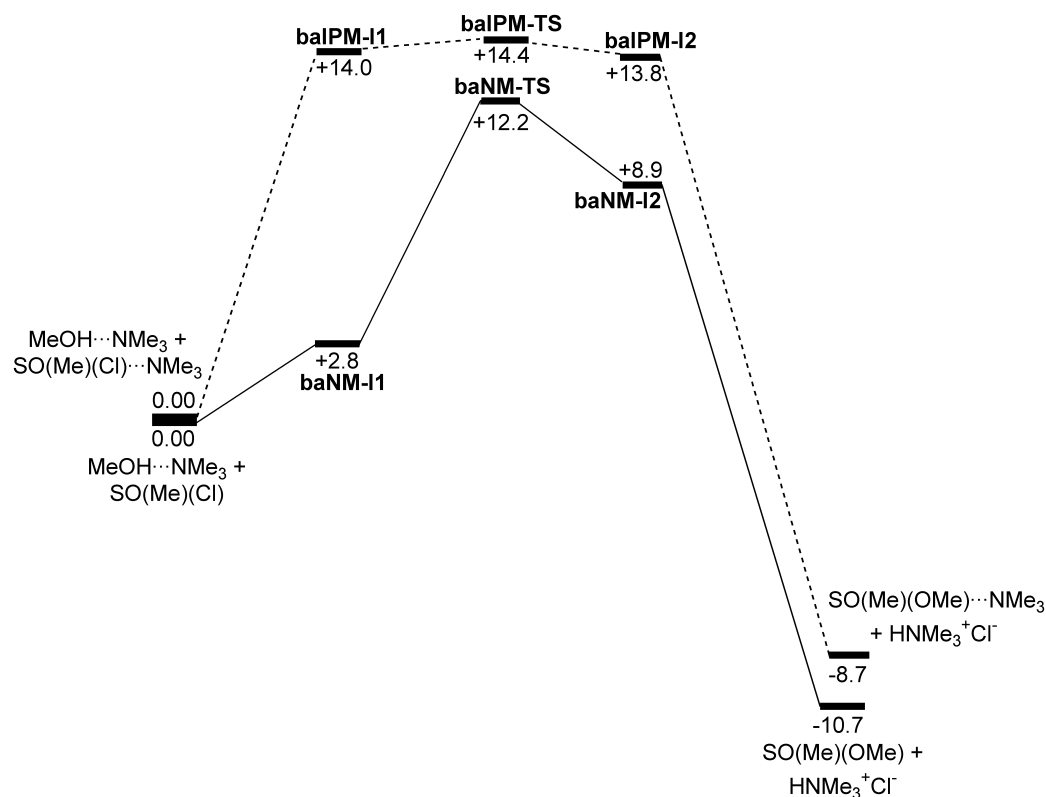 baIPM-TS
baIPM-I1
baIPM-I2
+14.0
+14.4
+13.8
baNM-TS
+12.2
+8.9
baNM-I2
MeOH···NMe₃ +
SO(Me)(Cl)···NMe₃
+2.8
baNM-I1
0.00
0.00
MeOH···NMe₃ +
SO(Me)(Cl)
SO(Me)(OMe)···NMe₃
+ HNMe₃⁺Cl⁻
-8.7
-10.7
SO(Me)(OMe) +
HNMe₃⁺Cl⁻